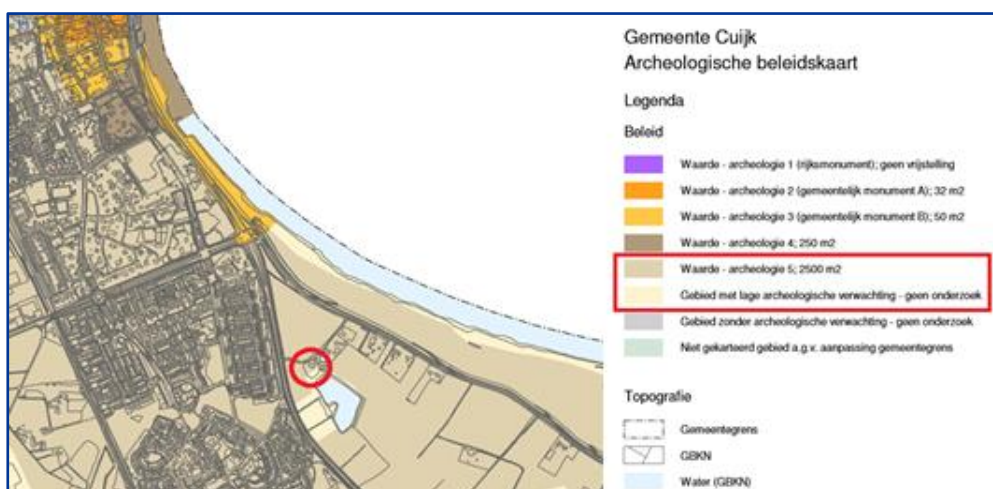 Gemeente Cuijk
Archeologische beleidskaart
Legenda
Beleid
Waarde - archeologie 1 (rijksmonument); geen vrijstelling
Waarde - archeologie 2 (gemeentelijk monument A); 32 m2
Waarde - archeologie 3 (gemeentelijk monument B); 50 m2
Waarde - archeologie 4; 250 m2
Waarde - archeologie 5; 2500 m2
Gebied met lage archeologische verwachting - geen onderzoek
Gebied zonder archeologische verwachting - geen onderzoek
Niet gekarteerd gebied a.g.v. aanpassing gemeentegrens
Topografie
Gemeentegrens
GBKN
Water (GBKN)